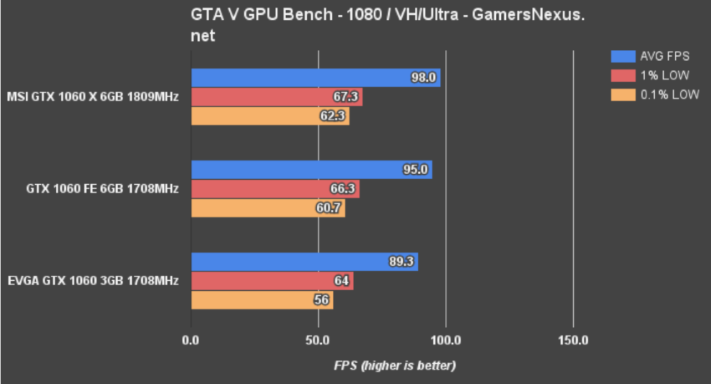 GTA V GPU Bench - 1080 / VH/Ultra - GamersNexus.
net
AVG FPS
1% LOW
0.1% LOW
MSI GTX 1060 X 6GB 1809MHz
98.0
67.3
62.3
GTX 1060 FE 6GB 1708MHz
95.0
66.3
60.7
EVGA GTX 1060 3GB 1708MHz
89.3
64
56
0.0 50.0 100.0 150.0
FPS (higher is better)